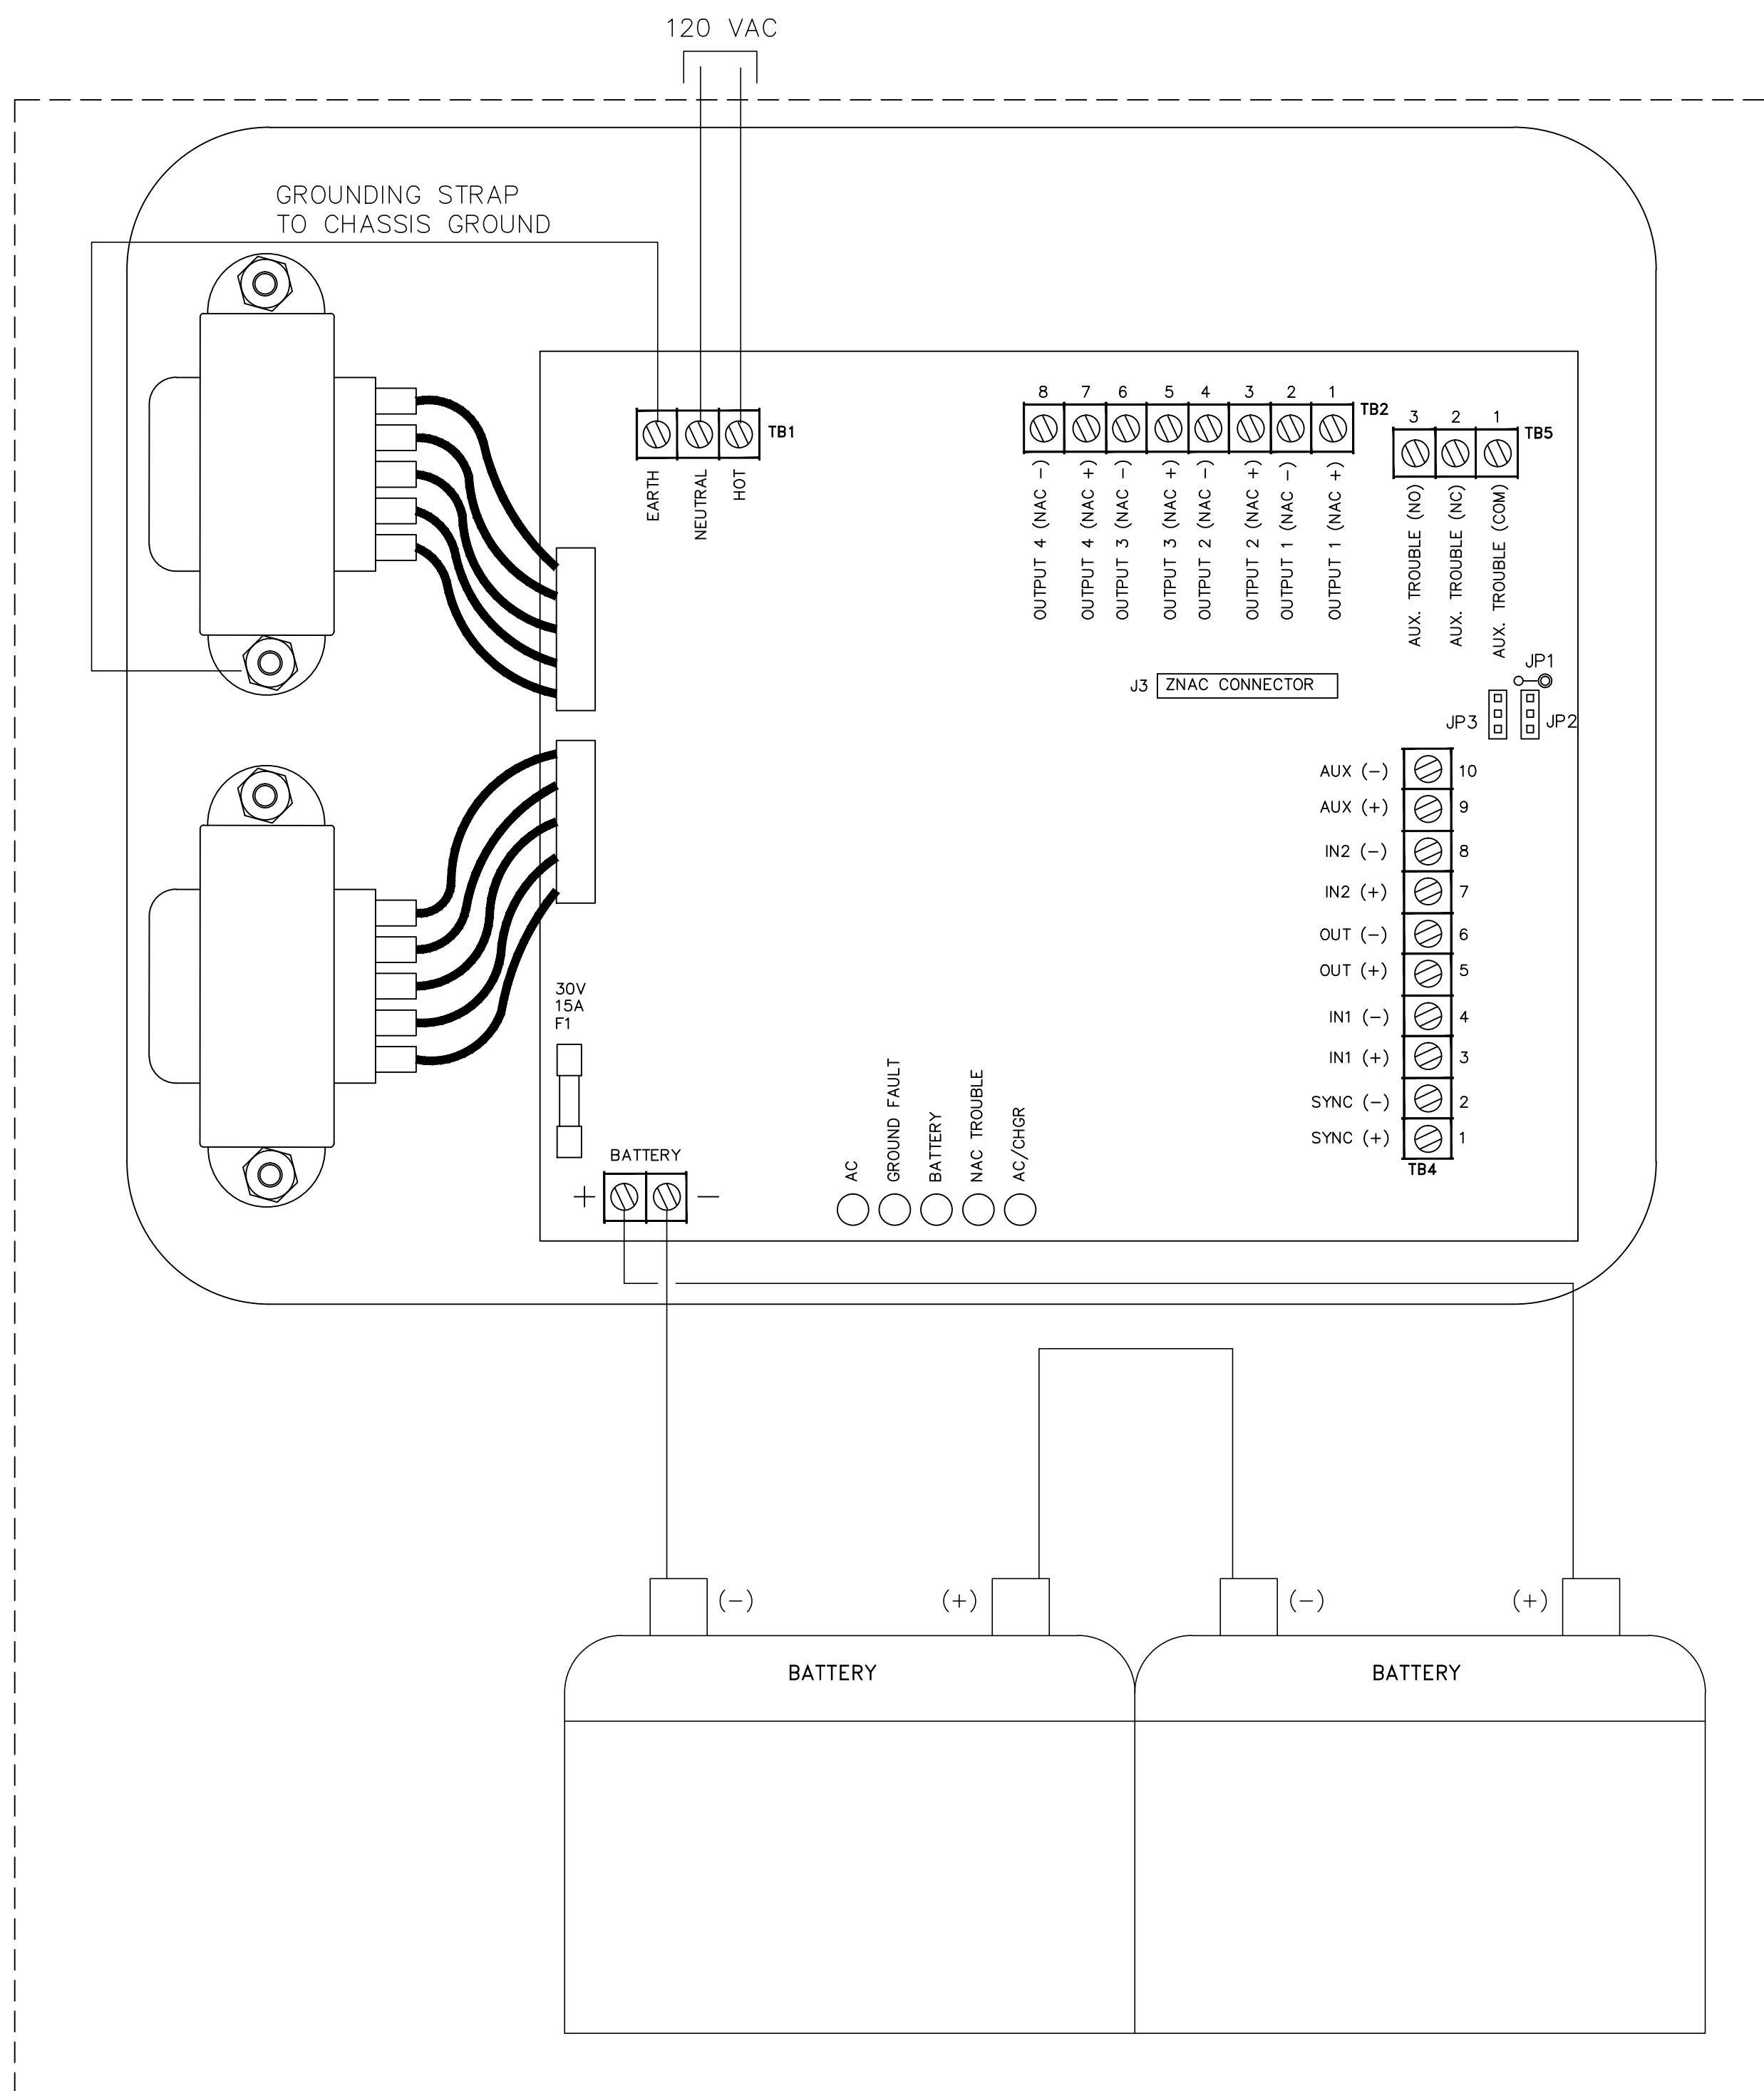 120 VAC
GROUNDING STRAP
TO CHASSIS GROUND
TB1
EARTH
NEUTRAL
HOT
8 7 6 5 4 3 2 1
TB2
OUTPUT 4 (NAC -)
OUTPUT 4 (NAC +)
OUTPUT 3 (NAC -)
OUTPUT 3 (NAC +)
OUTPUT 2 (NAC -)
OUTPUT 2 (NAC +)
OUTPUT 1 (NAC -)
OUTPUT 1 (NAC +)
3 2 1
TB5
AUX. TROUBLE (NO)
AUX. TROUBLE (NC)
AUX. TROUBLE (COM)
J3 ZNAC CONNECTOR
JP1
JP3
JP2
AUX (-) 10
AUX (+) 9
IN2 (-) 8
IN2 (+) 7
OUT (-) 6
OUT (+) 5
IN1 (-) 4
IN1 (+) 3
SYNC (-) 2
SYNC (+) 1
TB4
30V
15A
F1
BATTERY
+ -
AC
GROUND FAULT
BATTERY
NAC TROUBLE
AC/CHGR
(-) (+) (-) (+)
BATTERY
BATTERY